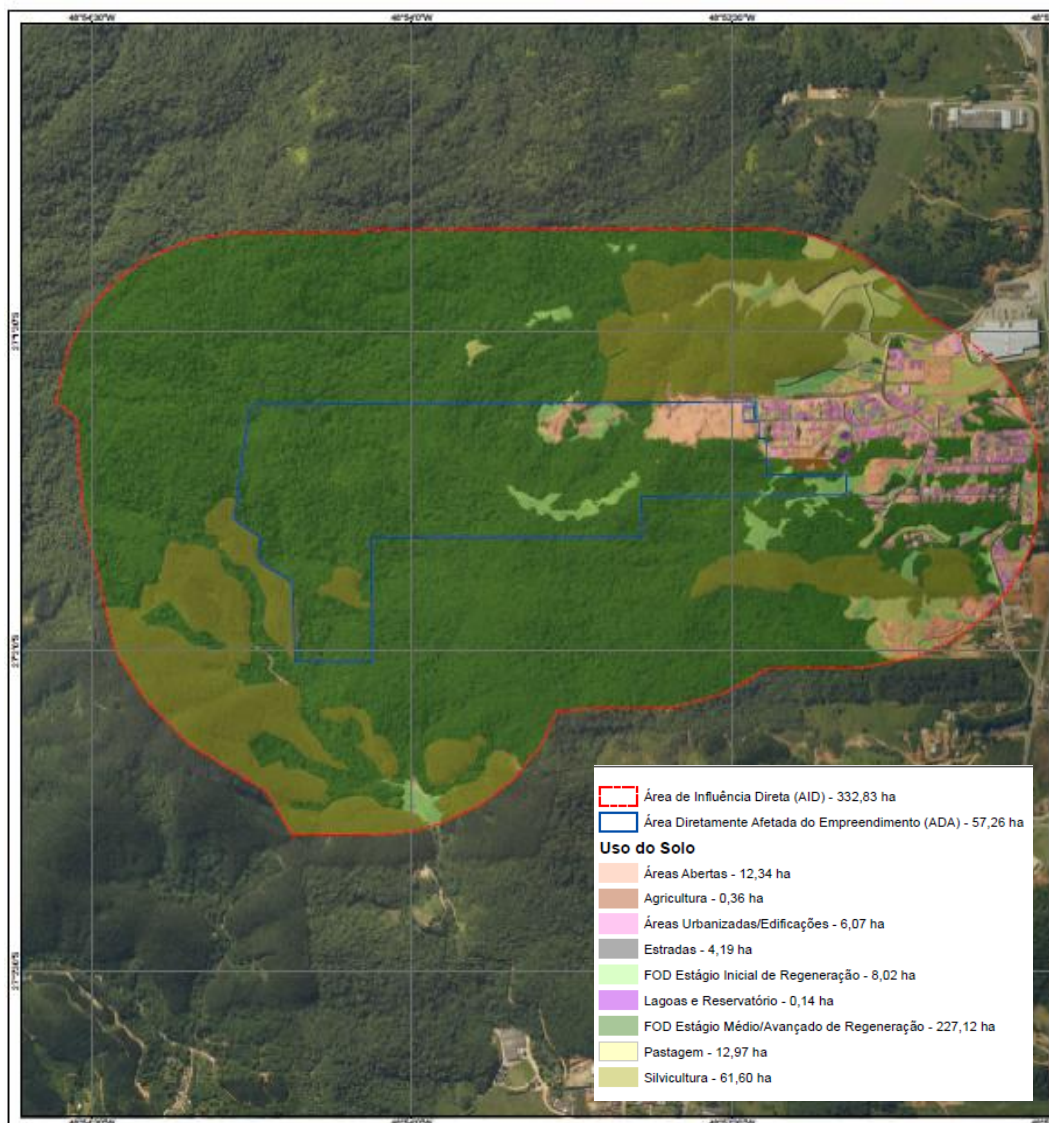 48°54'0"W
Área de Influência Direta (AID) - 332,83 ha
Área Diretamente Afetada do Empreendimento (ADA) - 57,26 ha
Uso do Solo
Áreas Abertas - 12,34 ha
Agricultura - 0,36 ha
Áreas Urbanizadas/Edificações - 6,07 ha
Estradas - 4,19 ha
FOD Estágio Inicial de Regeneração - 8,02 ha
Lagoas e Reservatório - 0,14 ha
FOD Estágio Médio/Avançado de Regeneração - 227,12 ha
Pastagem - 12,97 ha
Silvicultura - 61,60 ha